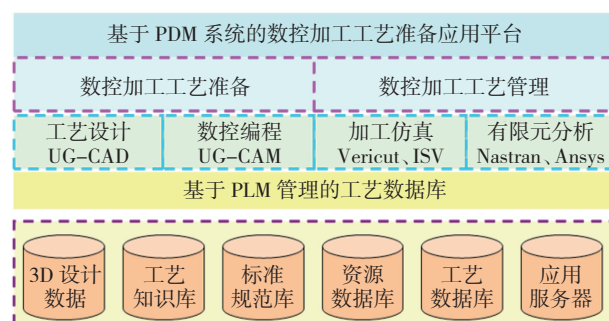 基于 PDM 系统的数控加工工艺准备应用平台
数控加工工艺准备
数控加工工艺管理
工艺设计
UG-CAD
数控编程
UG-CAM
加工仿真
Vericut、ISV
有限元分析
Nastran、Ansys
基于 PLM 管理的工艺数据库
3D 设计
数据
工艺
知识库
标准
规范库
资源
数据库
工艺
数据库
应用
服务器